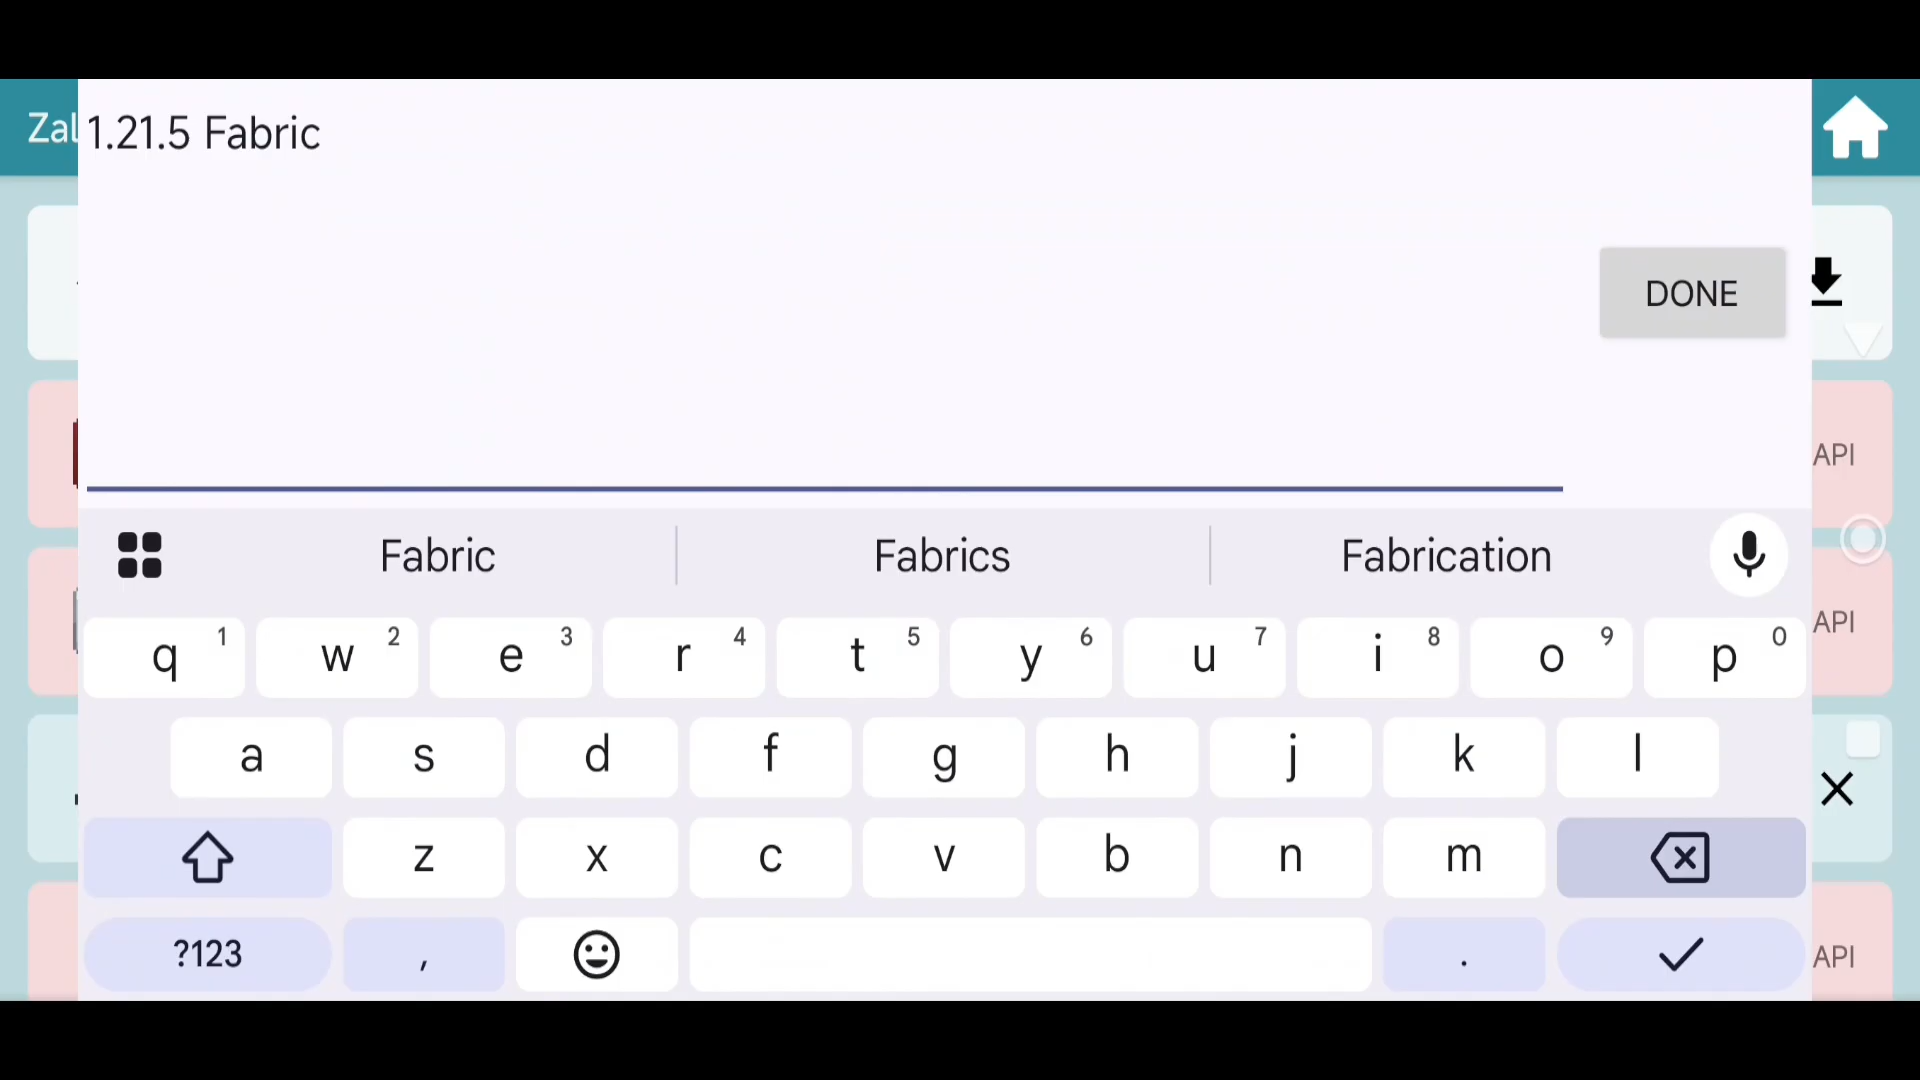 Zal
1.21.5 Fabric
DONE
API
Fabric Fabrics Fabrication
API
q 1 w 2 e 3 r 4 t 5 y 6 u 7 i 8 o 9 p 0
a s d f g h j k l
z x c v b n m
?123 , .
API